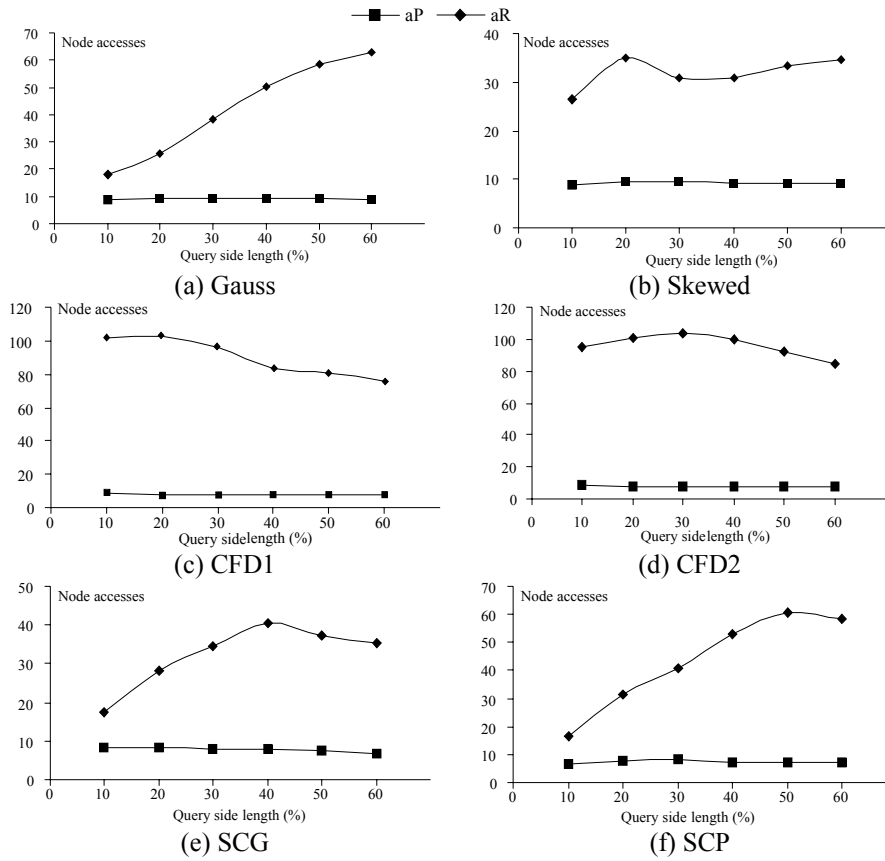 aP aR
Node accesses
70
60
50
40
30
20
10
0
0 10 20 30 40 50 60
Query side length (%)
(a) Gauss
Node accesses
40
30
20
10
0
0 10 20 30 40 50 60
Query side length (%)
(b) Skewed
Node accesses
120
100
80
60
40
20
0
0 10 20 30 40 50 60
Query sidelength (%)
(c) CFD1
Node accesses
120
100
80
60
40
20
0
0 10 20 30 40 50 60
Query sidelength (%)
(d) CFD2
Node accesses
50
40
30
20
10
0
0 10 20 30 40 50 60
Query side length (%)
(e) SCG
Node accesses
70
60
50
40
30
20
10
0
0 10 20 30 40 50 60
Query side length (%)
(f) SCP